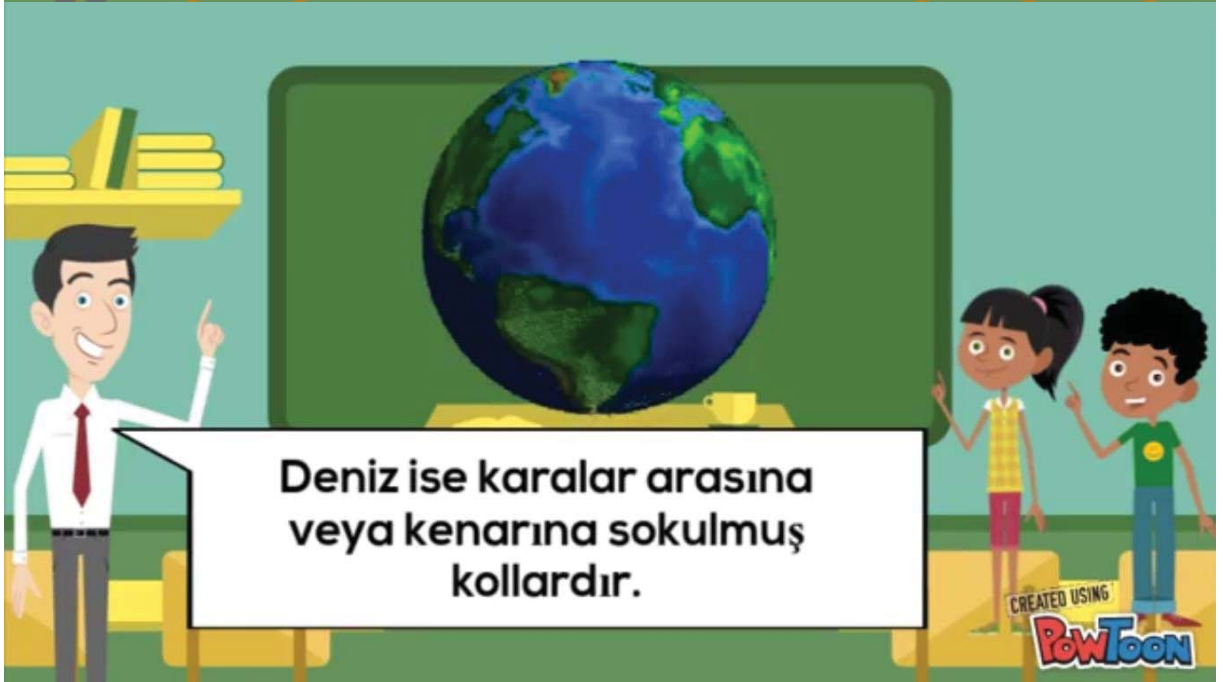 Deniz ise karalar arasına
veya kenarına sokulmuş
kollardır.
CREATED USING
POWTOON